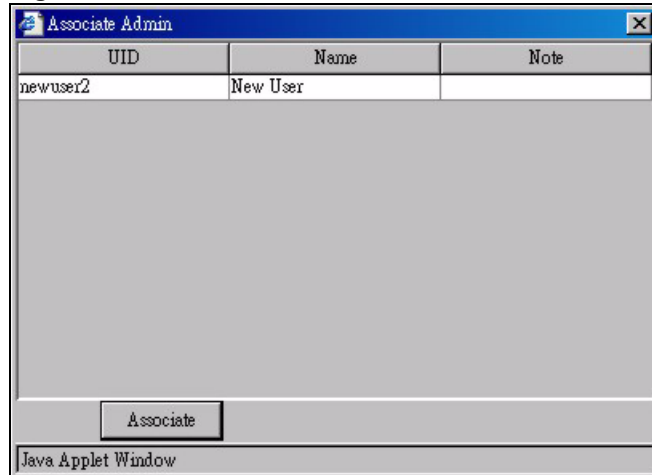 Associate Admin
UID Name Note
newuser2 New User
Associate
Java Applet Window